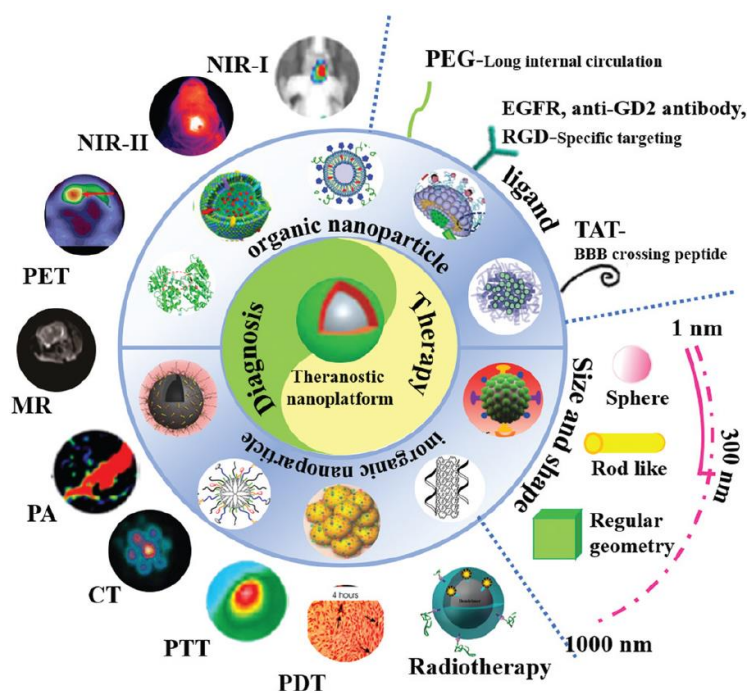 NIR-I
PEG-Long internal circulation
NIR-II
EGFR, anti-GD2 antibody,
RGD-Specific targeting
ligand
organic nanoparticle
TAT-
BBB crossing peptide
PET
Diagnosis
Therapy
Theranostic
nanoplatform
1 nm
Sphere
MR
Size and shape
300 nm
Rod like
inorganic nanoparticle
PA
Regular
geometry
CT
PTT
4 hours
PDT
Radiotherapy
1000 nm